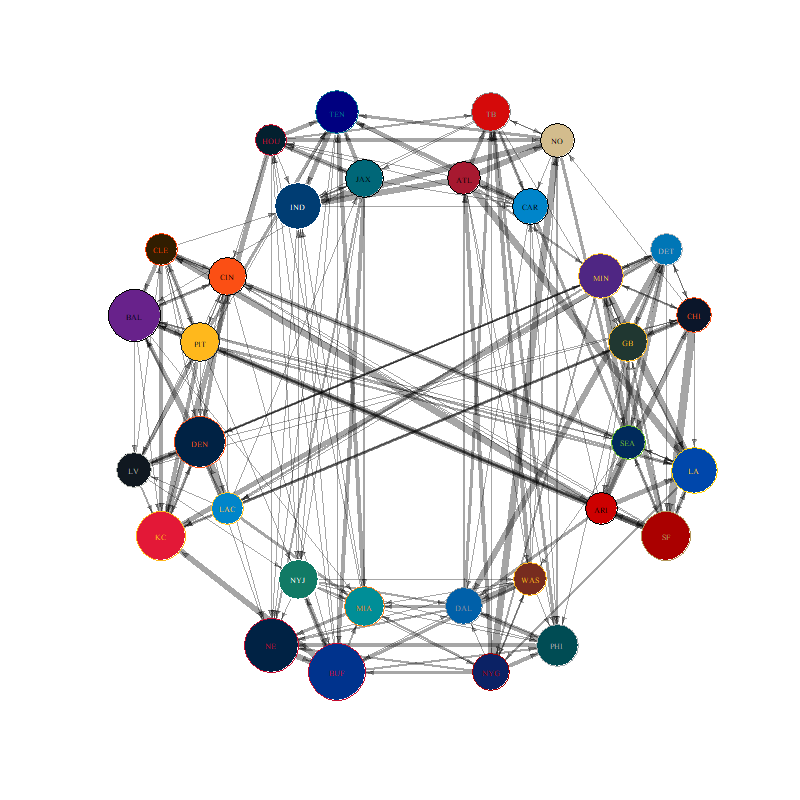 TEN
TB
HOU
NO
JAX
ATL
IND
CAR
CLE
DET
CIN
MIN
BAL
CHI
PIT
GB
DEN
SEA
LV
LA
LAC
ARI
KC
SF
NYJ
WAS
MIA
DAL
NE
PHI
BUF
NYG